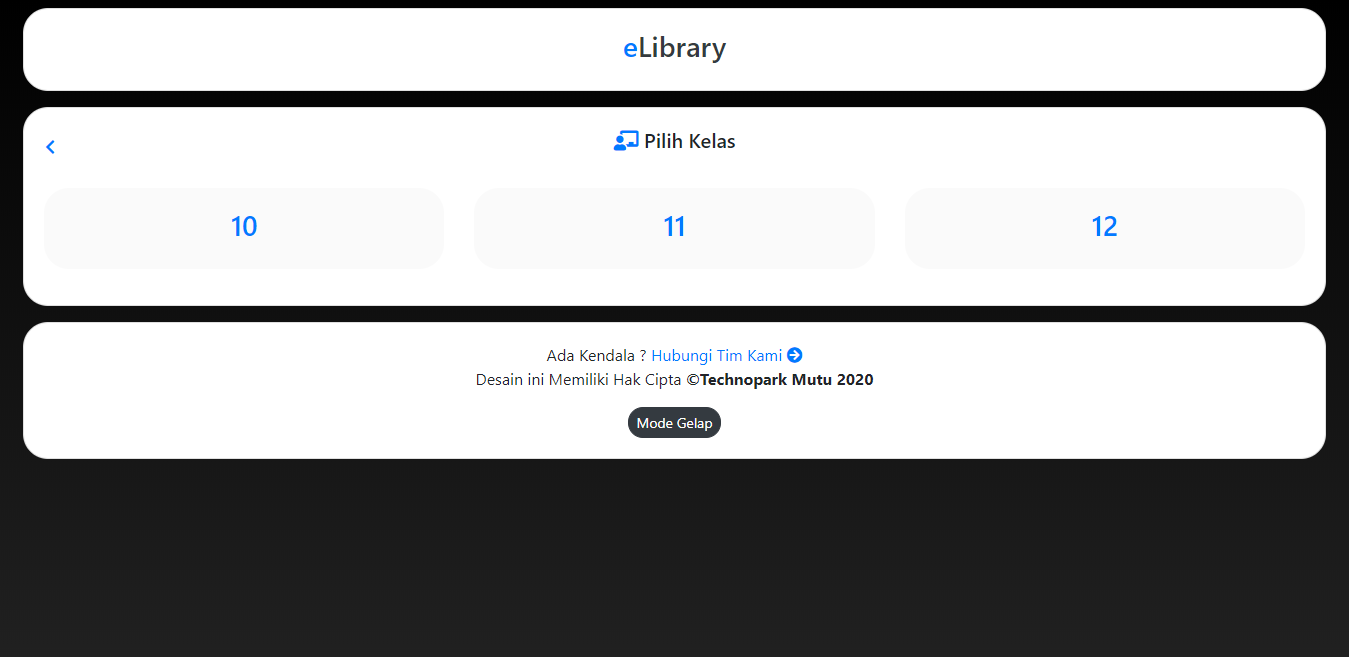 eLibrary
Pilih Kelas
10
11
12
Ada Kendala ? Hubungi Tim Kami
Desain ini Memiliki Hak Cipta ©Technopark Mutu 2020
Mode Gelap